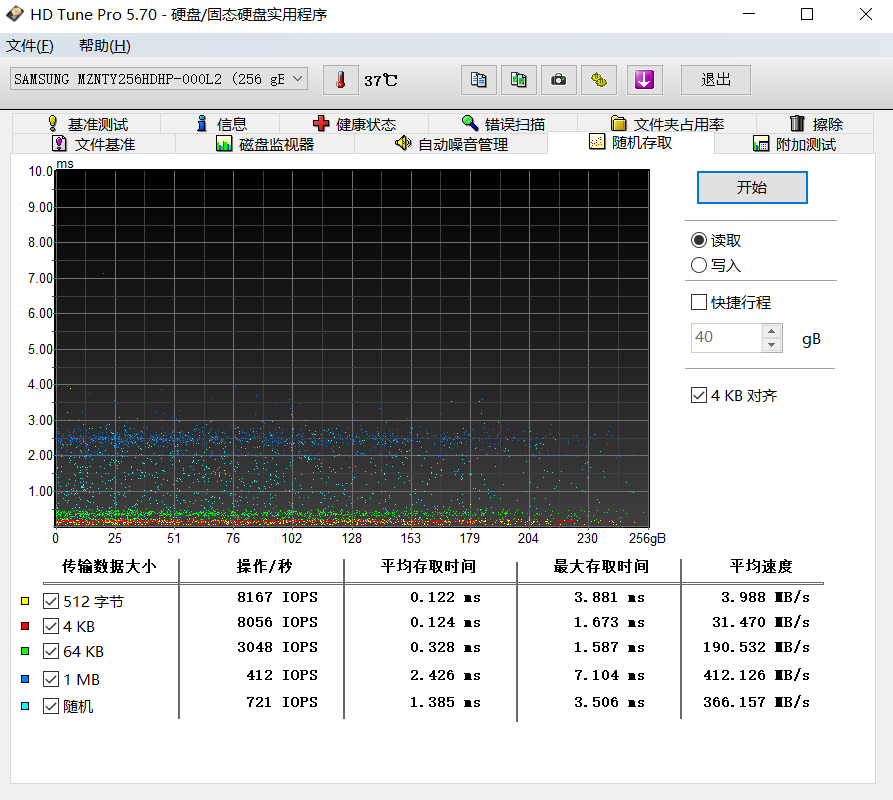 HD Tune Pro 5.70 - 硬盘/固态硬盘实用程序
文件(F) 帮助(H)
SAMSUNG MZNTY256HDHP-000L2 (256 gE 37℃ 退出
基准测试 信息 健康状态 错误扫描 文件夹占用率 擦除
文件基准 磁盘监视器 自动噪音管理 随机存取 附加测试
10.0 ms
9.00
8.00
7.00
6.00
5.00
4.00
3.00
2.00
1.00
0 25 51 76 102 128 153 179 204 230 256gB
开始
读取
写入
快捷行程
40 gB
4 KB 对齐
传输数据大小 操作/秒 平均存取时间 最大存取时间 平均速度
512 字节 8167 IOPS 0.122 ms 3.881 ms 3.988 MB/s
4 KB 8056 IOPS 0.124 ms 1.673 ms 31.470 MB/s
64 KB 3048 IOPS 0.328 ms 1.587 ms 190.532 MB/s
1 MB 412 IOPS 2.426 ms 7.104 ms 412.126 MB/s
随机 721 IOPS 1.385 ms 3.506 ms 366.157 MB/s